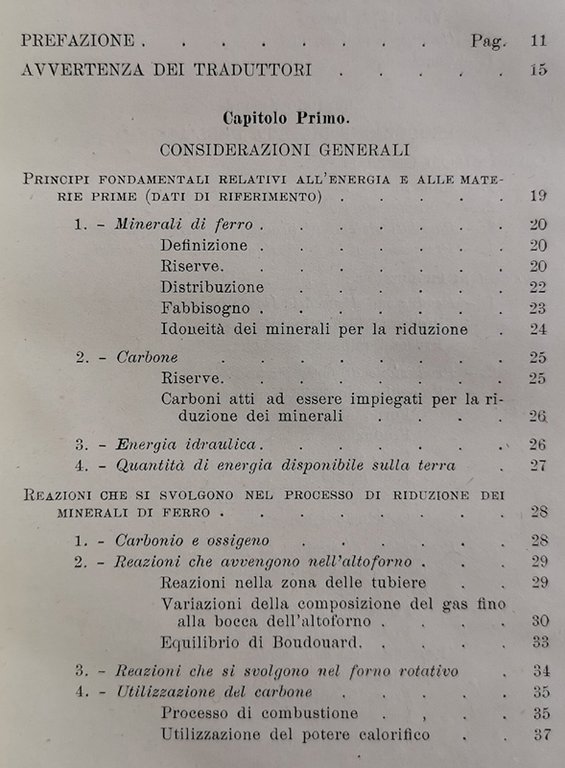 PREFAZIONE . . . . . . . . Pag. 11
AVVERTENZA DEI TRADUTTORI . . . . . 15
Capitolo Primo.
CONSIDERAZIONI GENERALI
PRINCIPI FONDAMENTALI RELATIVI ALL'ENERGIA E ALLE MATE-
RIE PRIME (DATI DI RIFERIMENTO) . . . . . 19
1. - Minerali di ferro . . . . . . . 20
Definizione . . . . . . . 20
Riserve. . . . . . . . 20
Distribuzione . . . . . . 22
Fabbisogno . . . . . . . 23
Idoneità dei minerali per la riduzione . 24
2. - Carbone . . . . . . . . 25
Riserve. . . . . . . . 25
Carboni atti ad essere impiegati per la ri-
duzione dei minerali . . . . 26
3. - Energia idraulica . . . . . . . 26
4. - Quantità di energia disponibile sulla terra . 27
REAZIONI CHE SI SVOLGONO NEL PROCESSO DI RIDUZIONE DEI
MINERALI DI FERRO . . . . . . . . 28
1. - Carbonio e ossigeno . . . . . . 28
2. - Reazioni che avvengono nell'altoforno . . . 29
Reazioni nella zona delle tubiere . . 29
Variazioni della composizione del gas fino
alla bocca dell'altoforno . . . . 30
Equilibrio di Boudouard. . . . . 33
3. - Reazioni che si svolgono nel forno rotativo . 34
4. - Utilizzazione del carbone . . . . . 35
Processo di combustione . , . . 35
Utilizzazione del potere calorifico . . 37